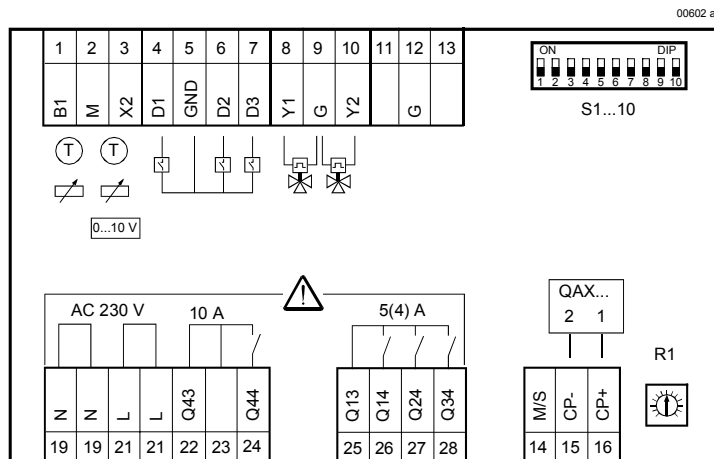 00602 a
1 2 3 4 5 6 7 8 9 10 11 12 13
B1 M X2 D1 GND D2 D3 Y1 G Y2 G
ON DIP
1 2 3 4 5 6 7 8 9 10
S1...10
T T
0...10 V
AC 230 V 10 A 5(4) A
QAX...
2 1
R1
N N L L Q43 Q44 Q13 Q14 Q24 Q34 M/S CP- CP+
19 19 21 21 22 23 24 25 26 27 28 14 15 16